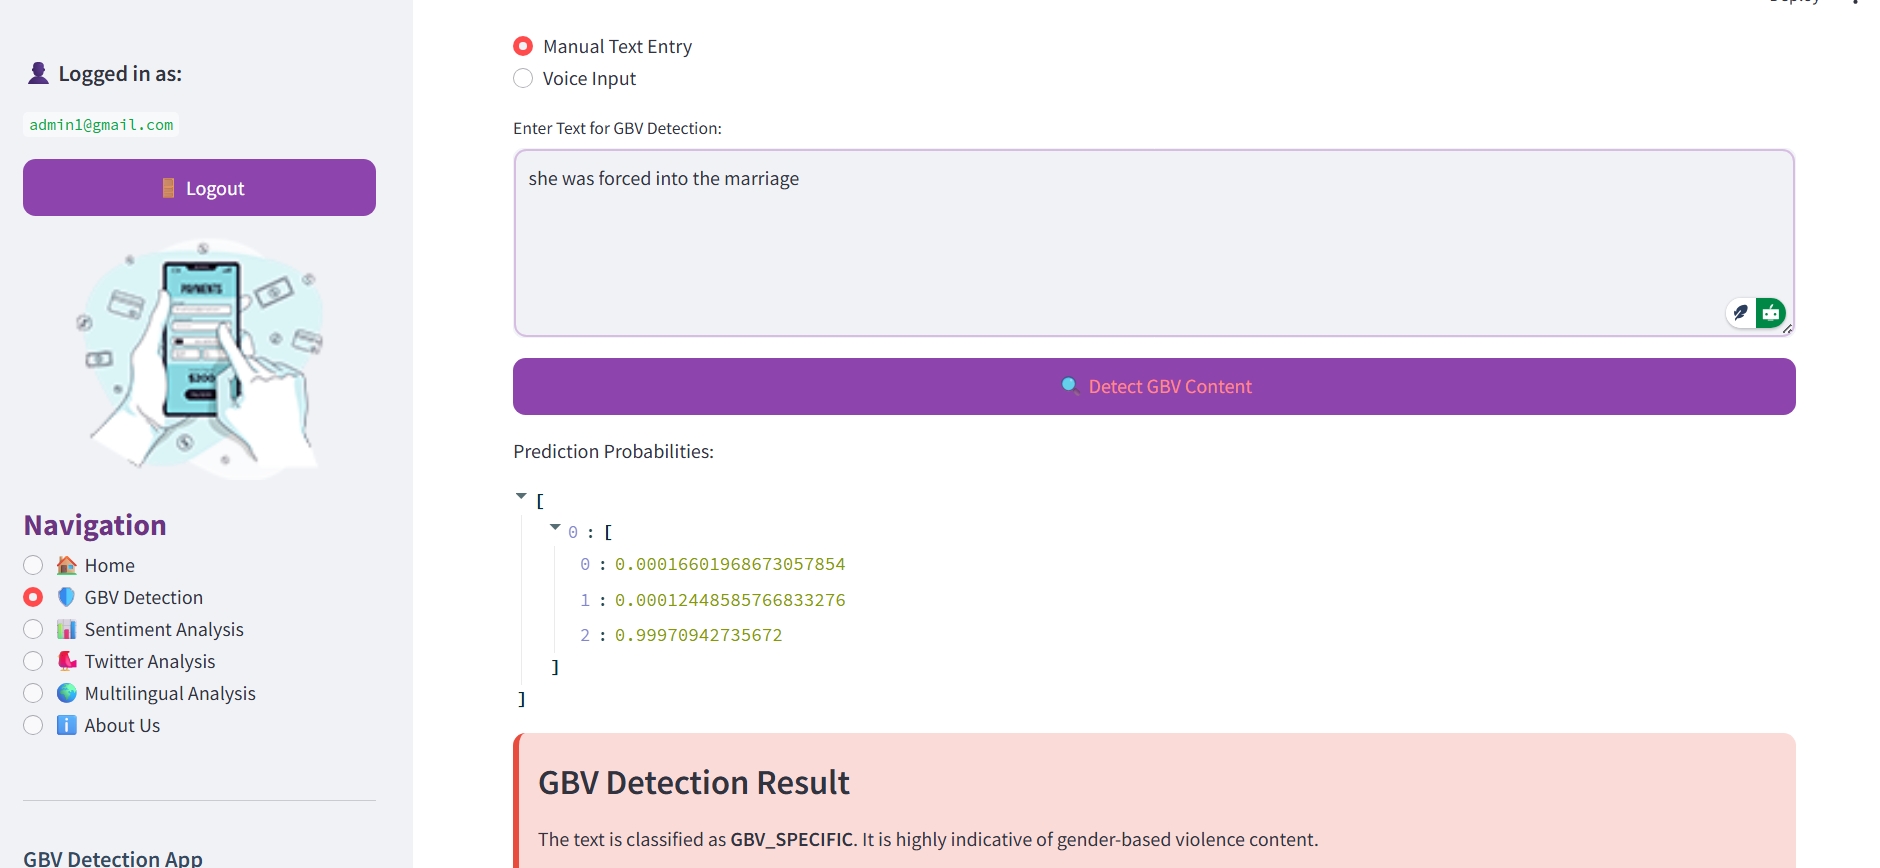 Logged in as:
admin1@gmail.com
Logout
PAYMENTS
$200
Navigation
Home
GBV Detection
Sentiment Analysis
Twitter Analysis
Multilingual Analysis
About Us
GBV Detection App
Deploy
Manual Text Entry
Voice Input
Enter Text for GBV Detection:
she was forced into the marriage
Detect GBV Content
Prediction Probabilities:
[
0 : [
0 : 0.00016601968673057854
1 : 0.00012448585766833276
2 : 0.99970942735672
]
]
GBV Detection Result
The text is classified as GBV_SPECIFIC. It is highly indicative of gender-based violence content.